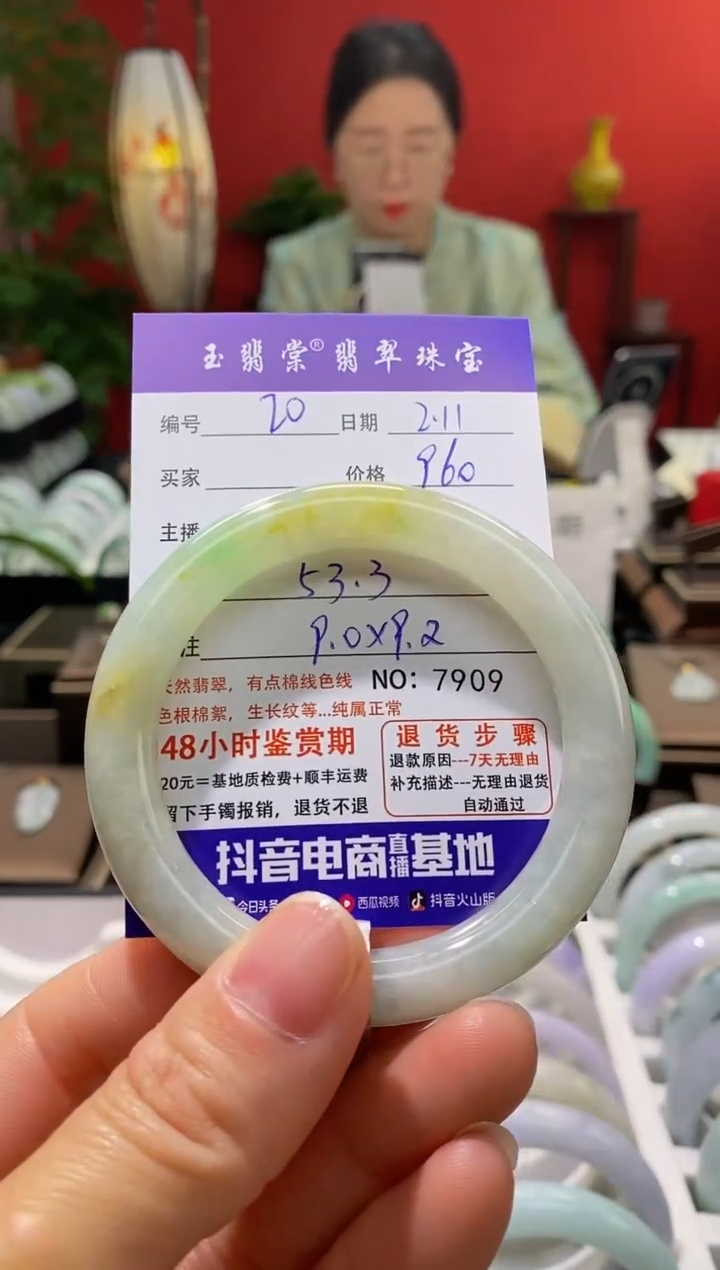 玉翡棠®翡翠珠宝
编号 20 日期 2.11
买家 价格 960
主播
53.3
注 9.0X9.2
天然翡翠，有点棉线色线 NO：7909
色根棉絮，生长纹等...纯属正常
48小时鉴赏期
20元＝基地质检费+顺丰运费
留下手镯报销，退货不退
退货步骤
退款原因---7天无理由
补充描述---无理由退货
自动通过
抖音电商直播基地
今日头条 西瓜视频 抖音火山版